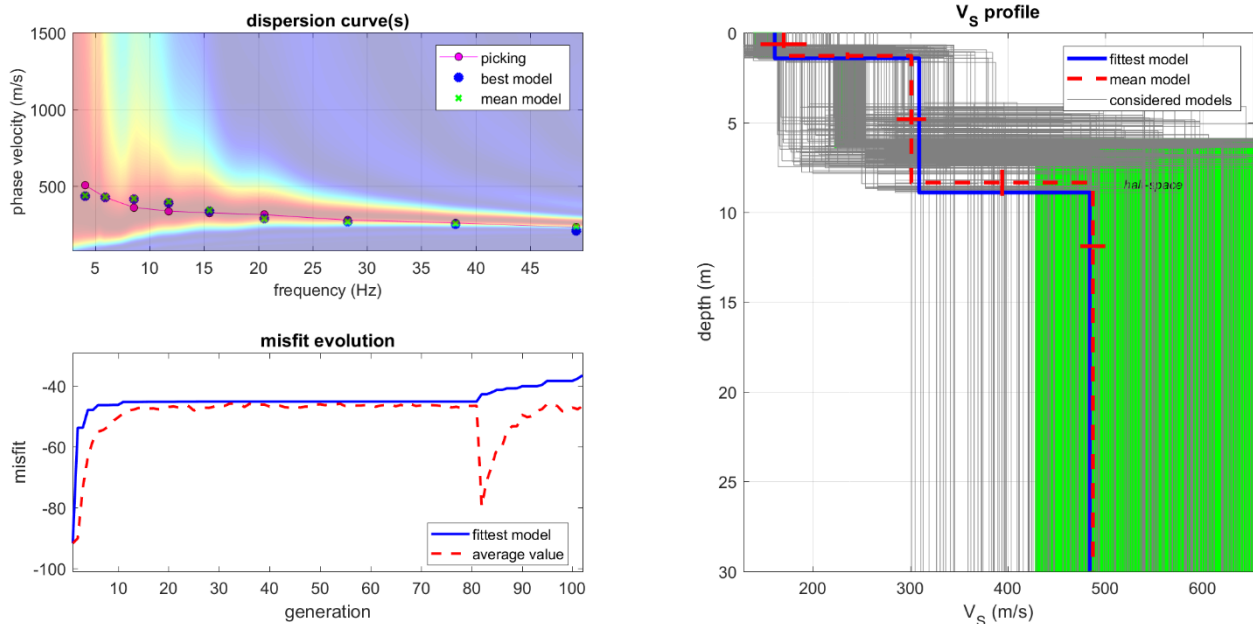 dispersion curve(s)
phase velocity (m/s)
1500
1000
500
picking
best model
mean model
5 10 15 20 25 30 35 40 45
frequency (Hz)
misfit evolution
misfit
-40
-60
-80
-100
fittest model
average value
10 20 30 40 50 60 70 80 90 100
generation
V_S profile
depth (m)
0
5
10
15
20
25
30
fittest model
mean model
considered models
half-space
200 300 400 500 600
V_S (m/s)